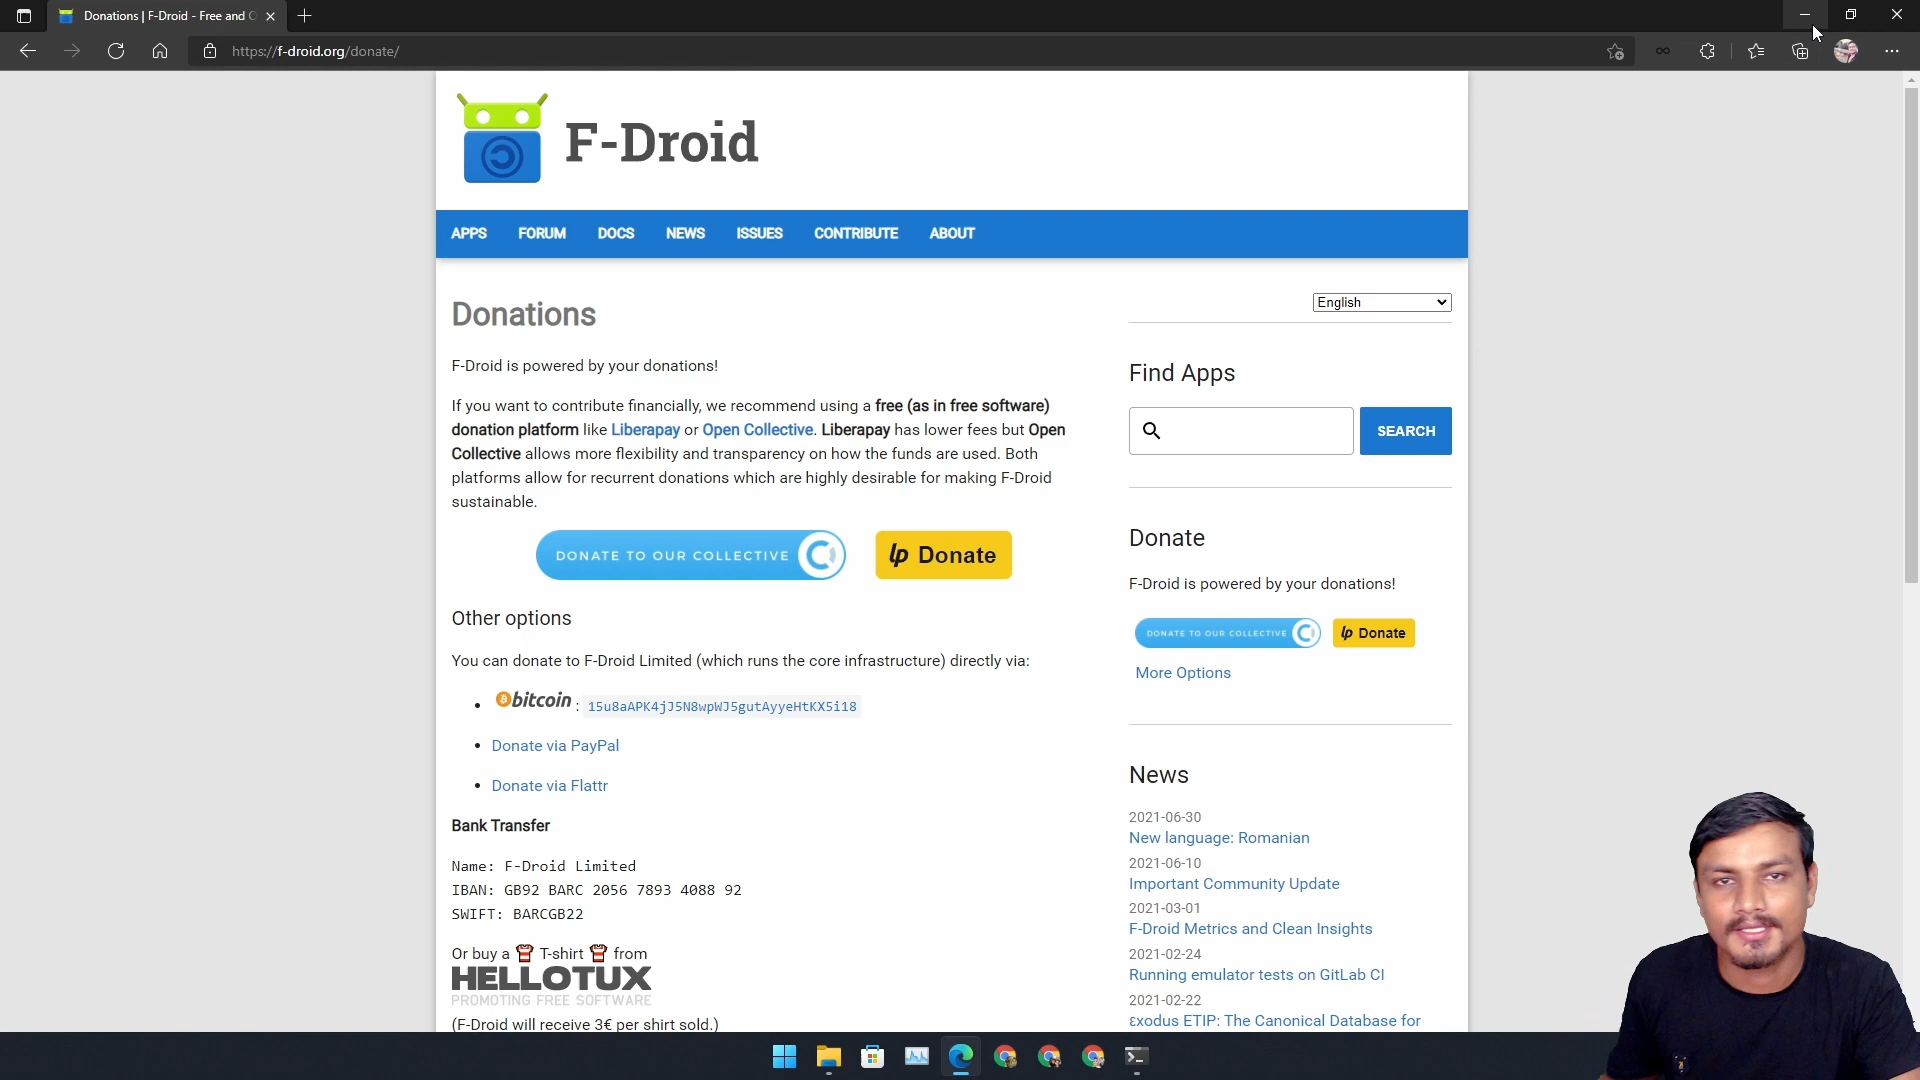 Donations | F-Droid - Free and O
https://f-droid.org/donate/
F-Droid
APPS FORUM DOCS NEWS ISSUES CONTRIBUTE ABOUT
Donations
F-Droid is powered by your donations!
If you want to contribute financially, we recommend using a free (as in free software)
donation platform like Liberapay or Open Collective. Liberapay has lower fees but Open
Collective allows more flexibility and transparency on how the funds are used. Both
platforms allow for recurrent donations which are highly desirable for making F-Droid
sustainable.
DONATE TO OUR COLLECTIVE
lp Donate
Other options
You can donate to F-Droid Limited (which runs the core infrastructure) directly via:
• bitcoin : 15u8aAPK4jJ5N8wpWJ5gutAyyeHtKX5i18
• Donate via PayPal
• Donate via Flattr
Bank Transfer
Name: F-Droid Limited
IBAN: GB92 BARC 2056 7893 4088 92
SWIFT: BARCGB22
Or buy a T-shirt from
HELLOTUX
PROMOTING FREE SOFTWARE
(F-Droid will receive 3€ per shirt sold.)
English
Find Apps
SEARCH
Donate
F-Droid is powered by your donations!
DONATE TO OUR COLLECTIVE
lp Donate
More Options
News
2021-06-30
New language: Romanian
2021-06-10
Important Community Update
2021-03-01
F-Droid Metrics and Clean Insights
2021-02-24
Running emulator tests on GitLab CI
2021-02-22
εxodus ETIP: The Canonical Database for